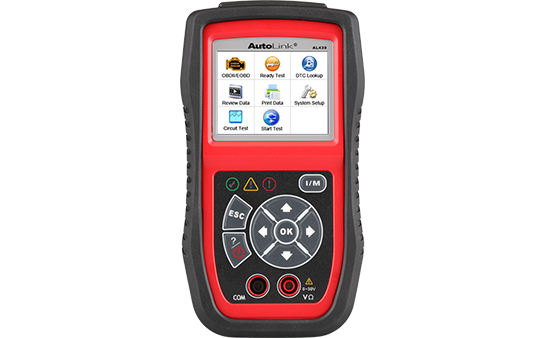 AutoLink®
AL439
OBDII/EOBD Ready Test DTC Lookup
Review Data Print Data System Setup
Circuit Test Start Test
I/M
ESC
OK
?
COM
0~30V
VΩ